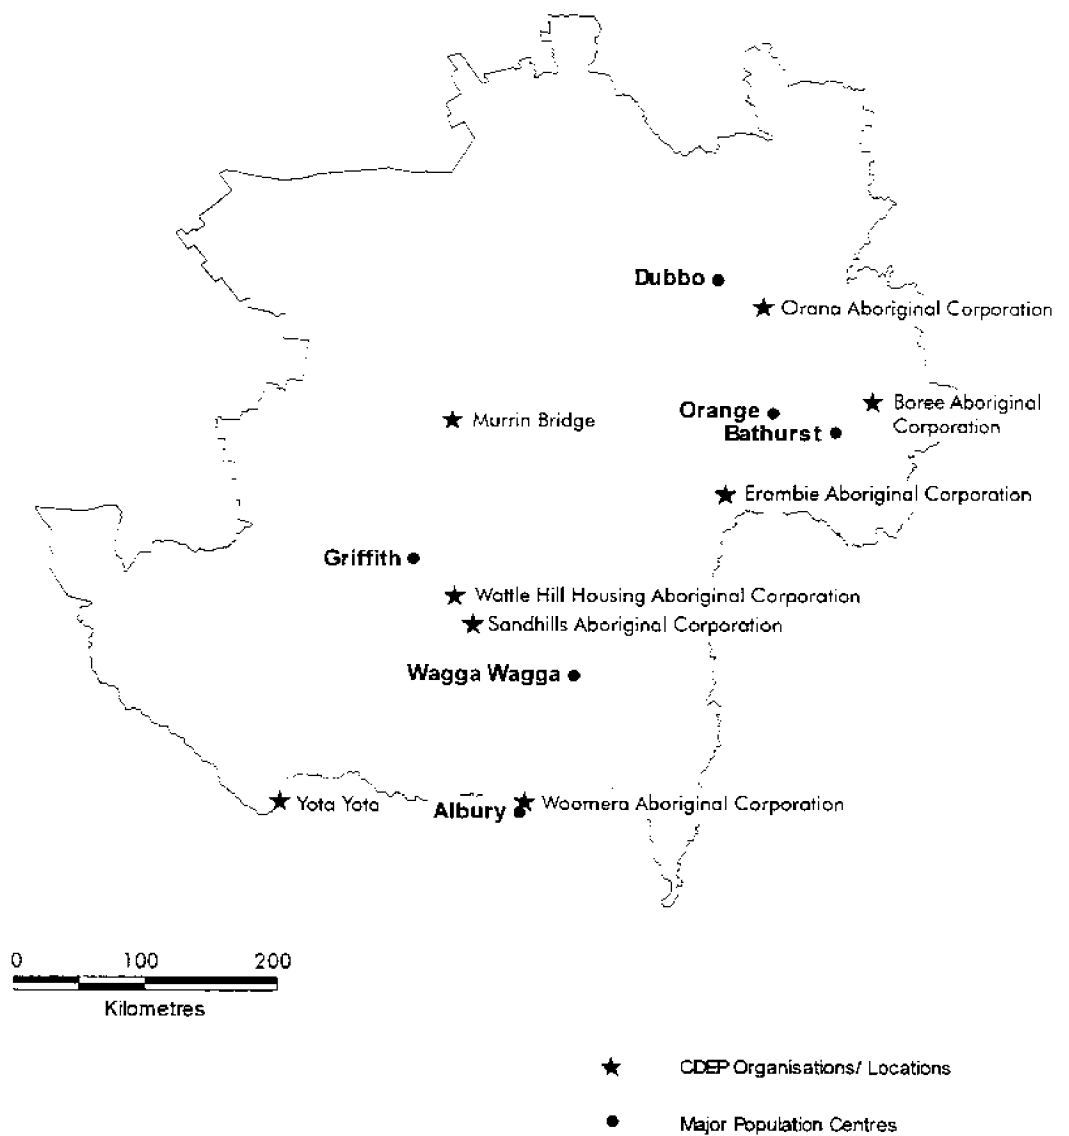 Dubbo
Orana Aboriginal Corporation
Orange
Boree Aboriginal
Corporation
Murrin Bridge
Bathurst
Erambie Aboriginal Corporation
Griffith
Wattle Hill Housing Aboriginal Corporation
Sandhills Aboriginal Corporation
Wagga Wagga
Yota Yota
Albury
Woomera Aboriginal Corporation
0 100 200
Kilometres
CDEP Organisations/ Locations
Major Population Centres